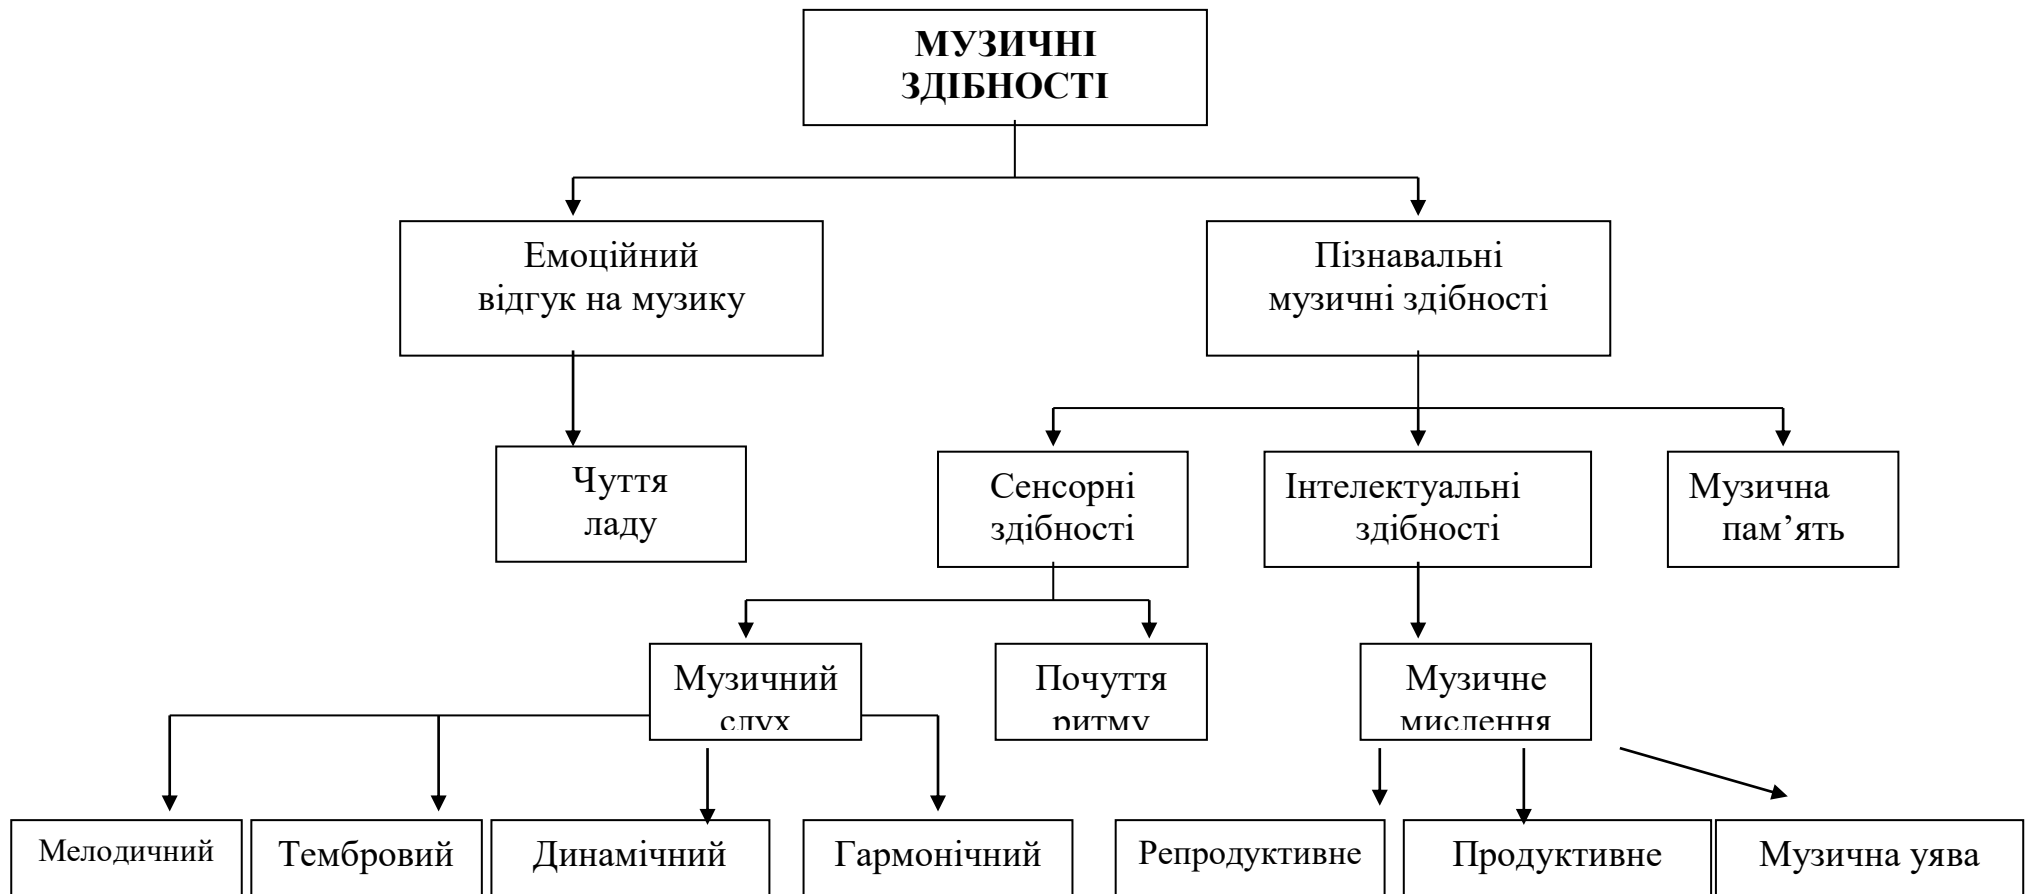 МУЗИЧНІ
ЗДІБНОСТІ
Емоційний
відгук на музику
Пізнавальні
музичні здібності
Чуття
ладу
Сенсорні
здібності
Інтелектуальні
здібності
Музична
пам’ять
Музичний
слух
Почуття
ритму
Музичне
мислення
Мелодичний
Тембровий
Динамічний
Гармонічний
Репродуктивне
Продуктивне
Музична уява